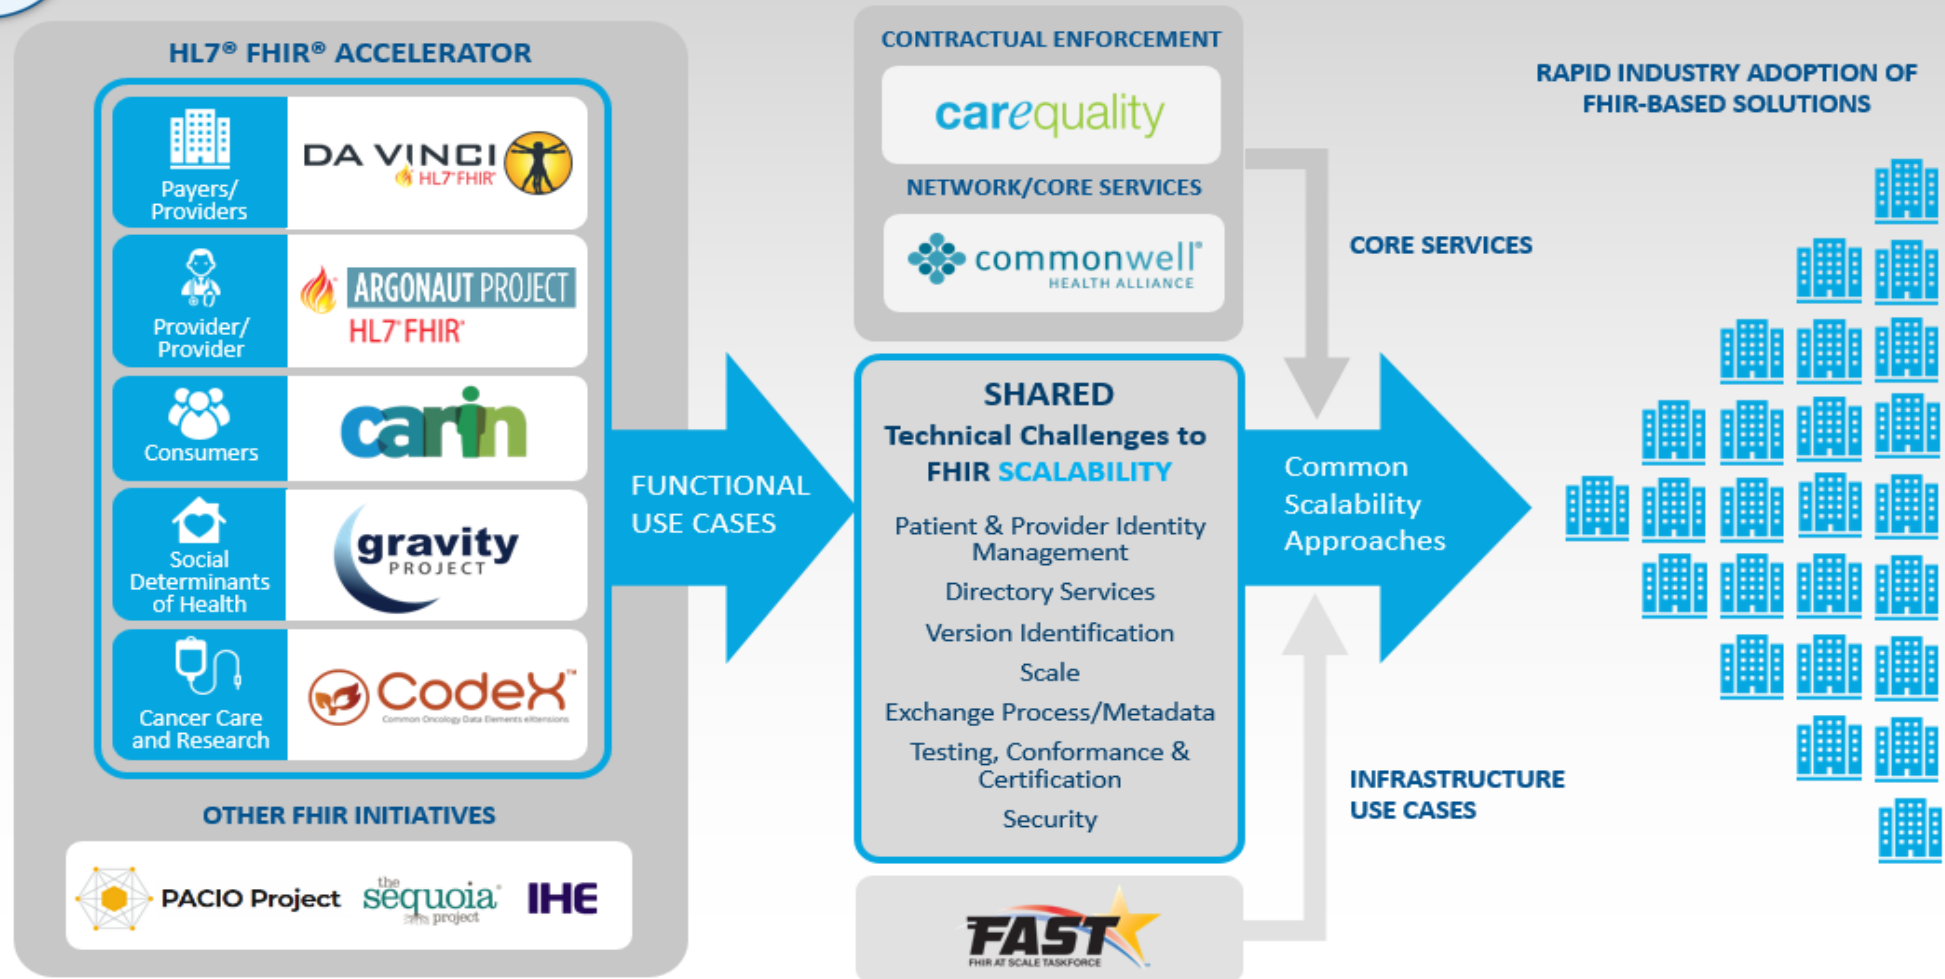 HL7® FHIR® ACCELERATOR
Payers/
Providers
DA VINCI
HL7® FHIR®
Provider/
Provider
ARGONAUT PROJECT
HL7® FHIR®
Consumers
carin
Social
Determinants
of Health
gravity
PROJECT
Cancer Care
and Research
CodeX™
Common Oncology Data Elements eXtensions
OTHER FHIR INITIATIVES
PACIO Project
the
sequoia®
project
IHE
FUNCTIONAL
USE CASES
CONTRACTUAL ENFORCEMENT
carequality
NETWORK/CORE SERVICES
commonwell®
HEALTH ALLIANCE
SHARED
Technical Challenges to
FHIR SCALABILITY
Patient & Provider Identity
Management
Directory Services
Version Identification
Scale
Exchange Process/Metadata
Testing, Conformance &
Certification
Security
FAST
FHIR AT SCALE TASKFORCE
CORE SERVICES
Common
Scalability
Approaches
INFRASTRUCTURE
USE CASES
RAPID INDUSTRY ADOPTION OF
FHIR-BASED SOLUTIONS